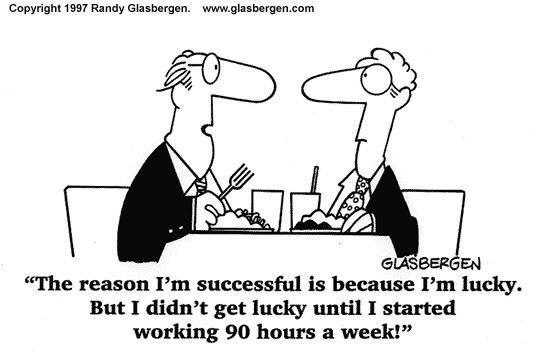 Copyright 1997 Randy Glasbergen. www.glasbergen.com
GLASBERGEN
“The reason I’m successful is because I’m lucky.
But I didn’t get lucky until I started
working 90 hours a week!”